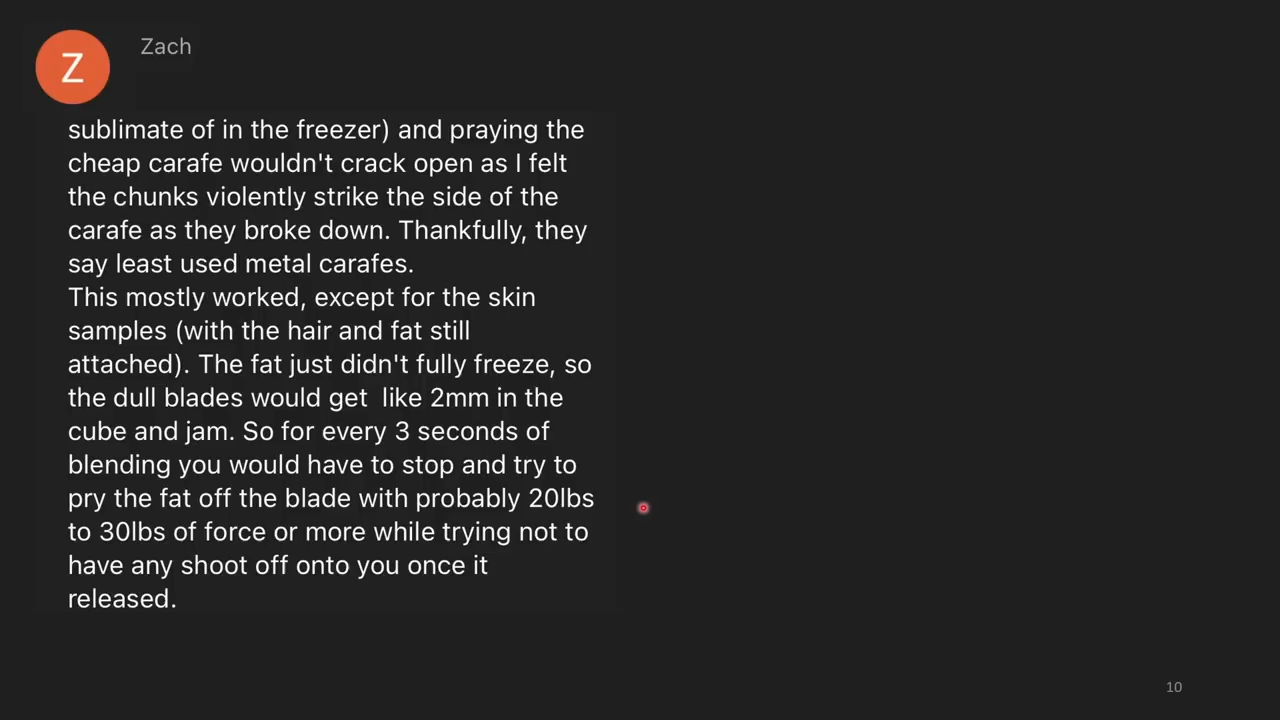 Z
Zach
sublimate of in the freezer) and praying the
cheap carafe wouldn't crack open as I felt
the chunks violently strike the side of the
carafe as they broke down. Thankfully, they
say least used metal carafes.
This mostly worked, except for the skin
samples (with the hair and fat still
attached). The fat just didn't fully freeze, so
the dull blades would get  like 2mm in the
cube and jam. So for every 3 seconds of
blending you would have to stop and try to
pry the fat off the blade with probably 20lbs
to 30lbs of force or more while trying not to
have any shoot off onto you once it
released.
10